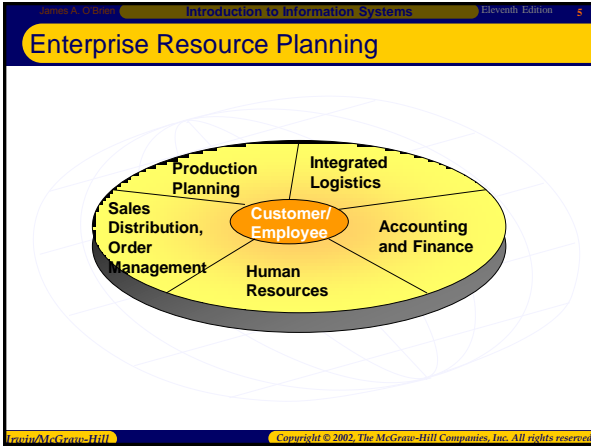 James A. O'Brien Introduction to Information Systems Eleventh Edition 5
Enterprise Resource Planning
Production
Planning
Integrated
Logistics
Sales
Distribution,
Order
Management
Customer/
Employee
Accounting
and Finance
Human
Resources
Irwin/McGraw-Hill Copyright © 2002, The McGraw-Hill Companies, Inc. All rights reserved